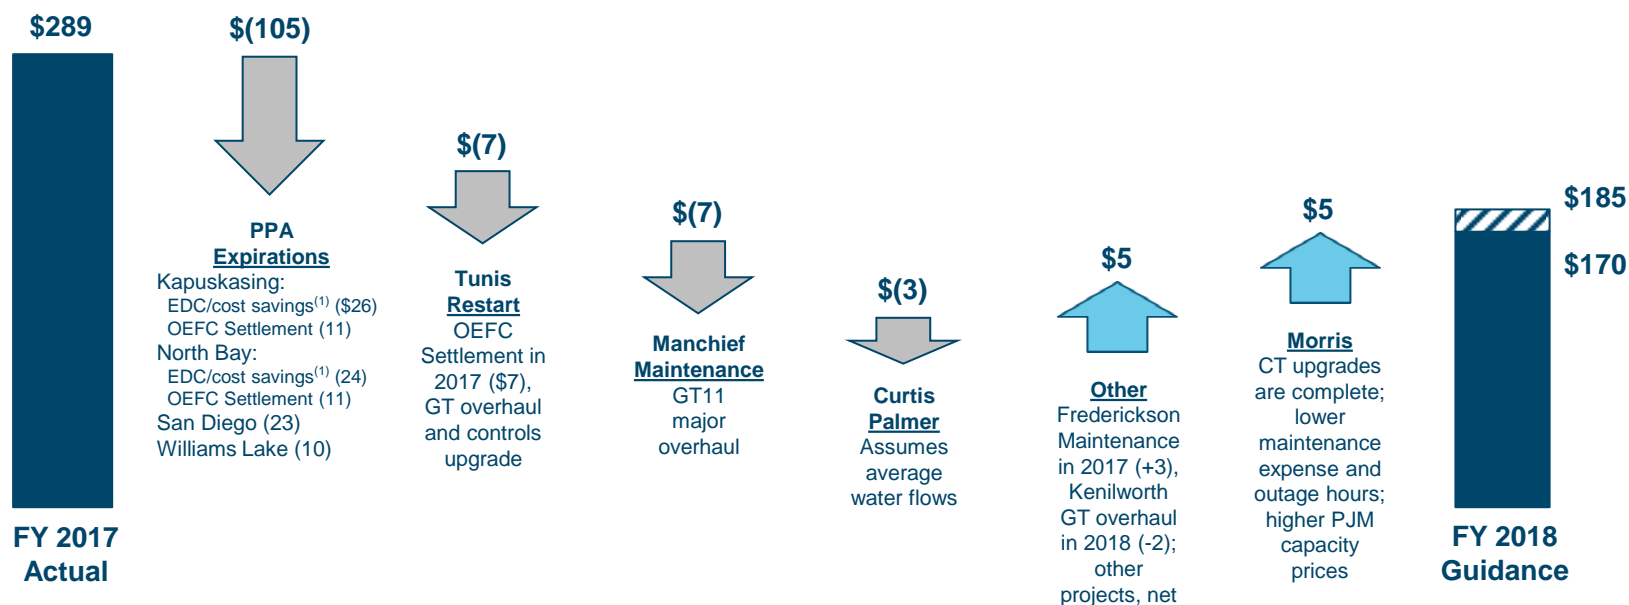 $289
FY 2017
Actual
$(105)
PPA
Expirations
Kapuskasing:
EDC/cost savings(1) ($26)
OEFC Settlement (11)
North Bay:
EDC/cost savings(1) (24)
OEFC Settlement (11)
San Diego (23)
Williams Lake (10)
$(7)
Tunis
Restart
OEFC
Settlement in
2017 ($7),
GT overhaul
and controls
upgrade
$(7)
Manchief
Maintenance
GT11
major
overhaul
$(3)
Curtis
Palmer
Assumes
average
water flows
$5
Other
Frederickson
Maintenance
in 2017 (+3),
Kenilworth
GT overhaul
in 2018 (-2);
other
projects, net
$5
Morris
CT upgrades
are complete;
lower
maintenance
expense and
outage hours;
higher PJM
capacity
prices
$185
$170
FY 2018
Guidance